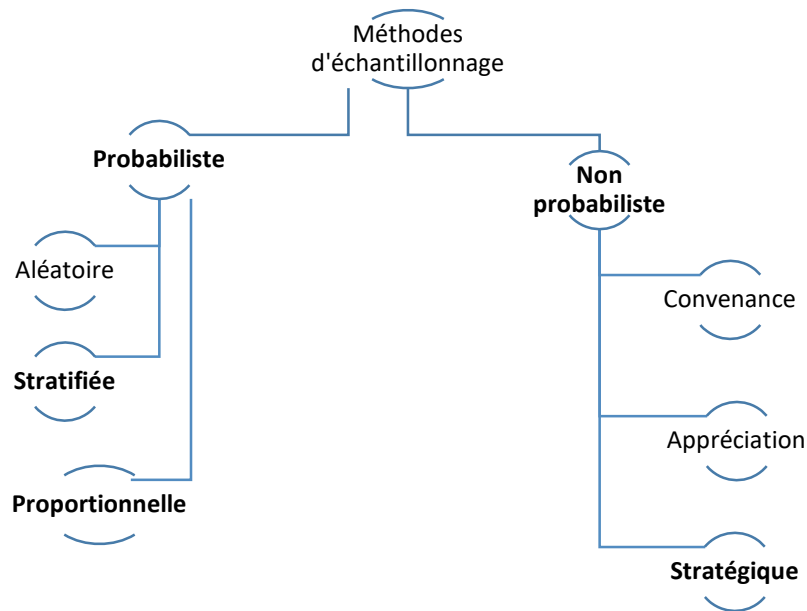 Méthodes
d'échantillonnage
Probabiliste
Non
probabiliste
Aléatoire
Convenance
Stratifiée
Appréciation
Proportionnelle
Stratégique